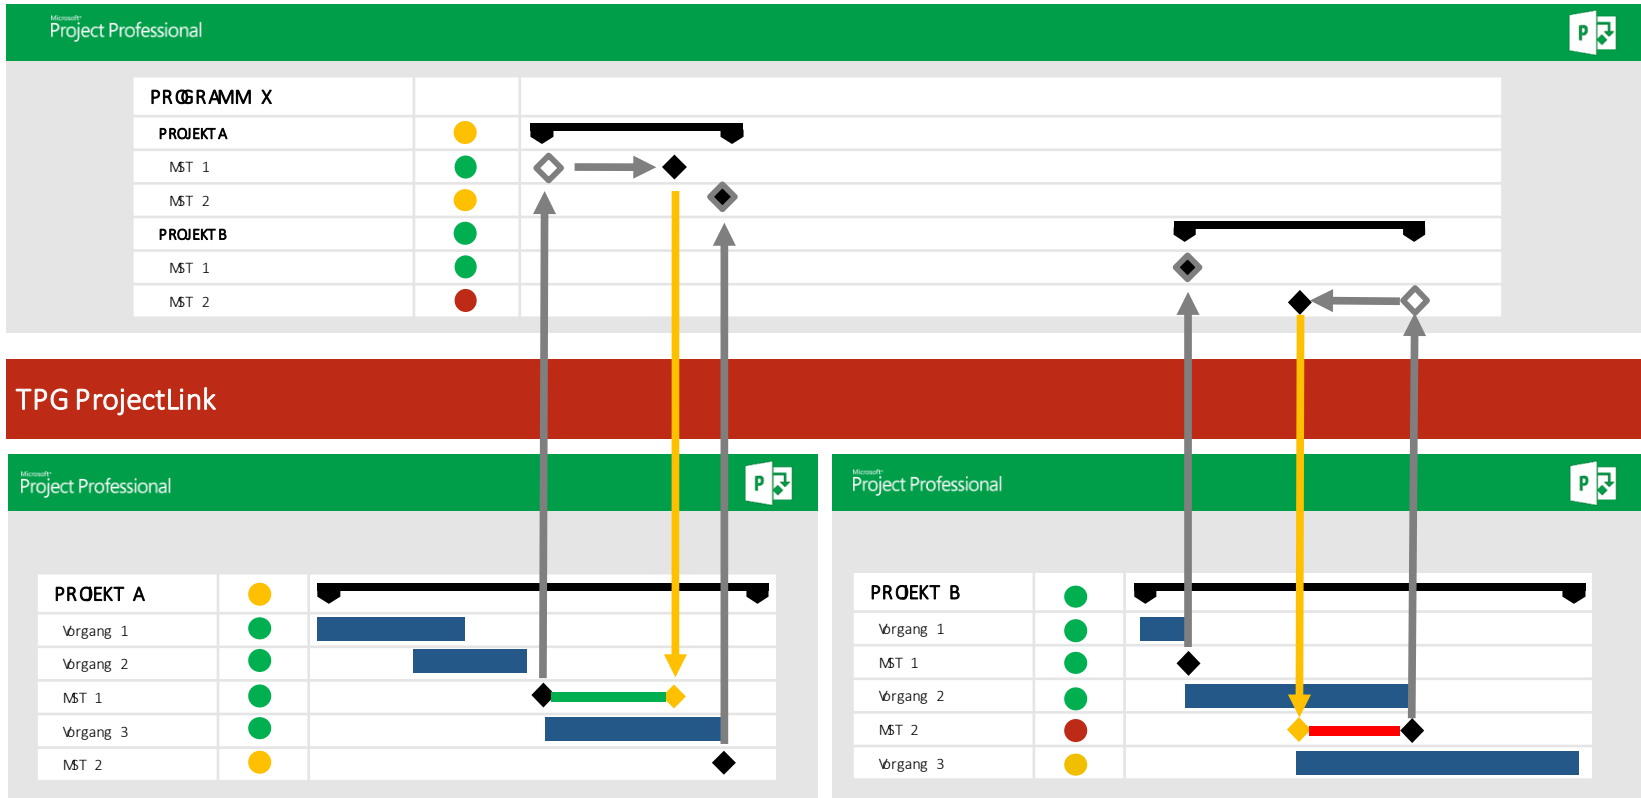 Microsoft®
Project Professional
PROGRAMM X
PROJEKT A
MST 1
MST 2
PROJEKT B
MST 1
MST 2
TPG ProjectLink
Microsoft®
Project Professional
P
PROJEKT A
Vorgang 1
Vorgang 2
MST 1
Vorgang 3
MST 2
Microsoft®
Project Professional
P
PROJEKT B
Vorgang 1
MST 1
Vorgang 2
MST 2
Vorgang 3